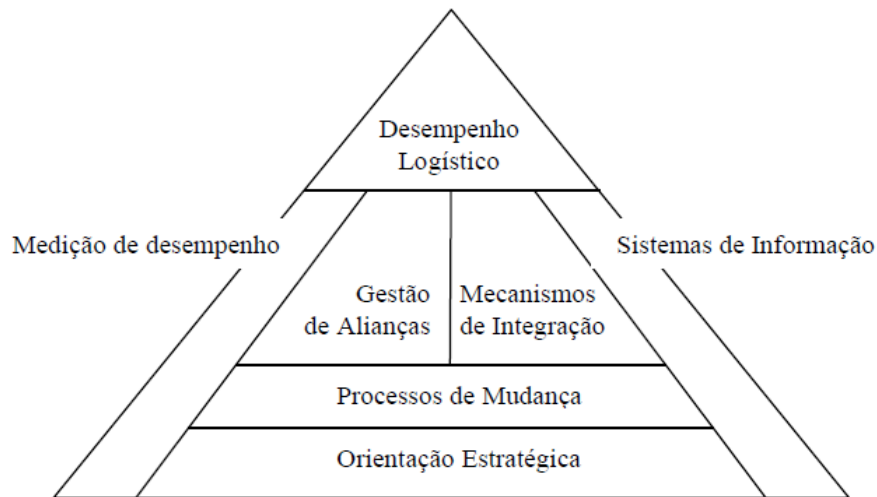 Desempenho
Logístico
Medição de desempenho
Sistemas de Informação
Gestão
de Alianças
Mecanismos
de Integração
Processos de Mudança
Orientação Estratégica